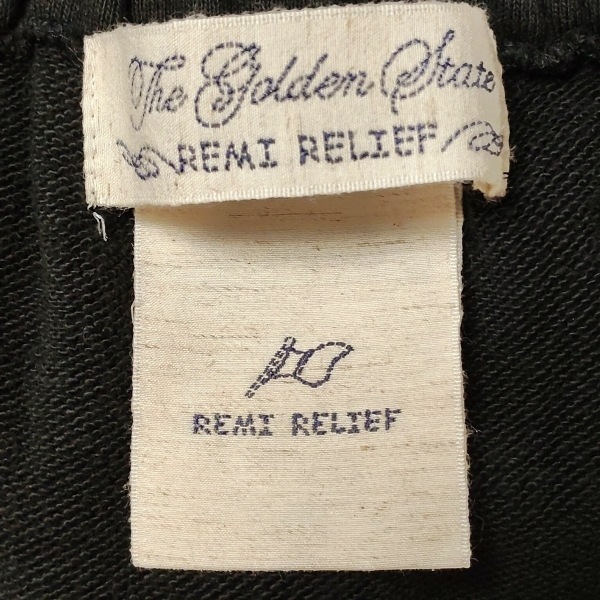 The Golden State
REMI RELIEF
REMI RELIEF